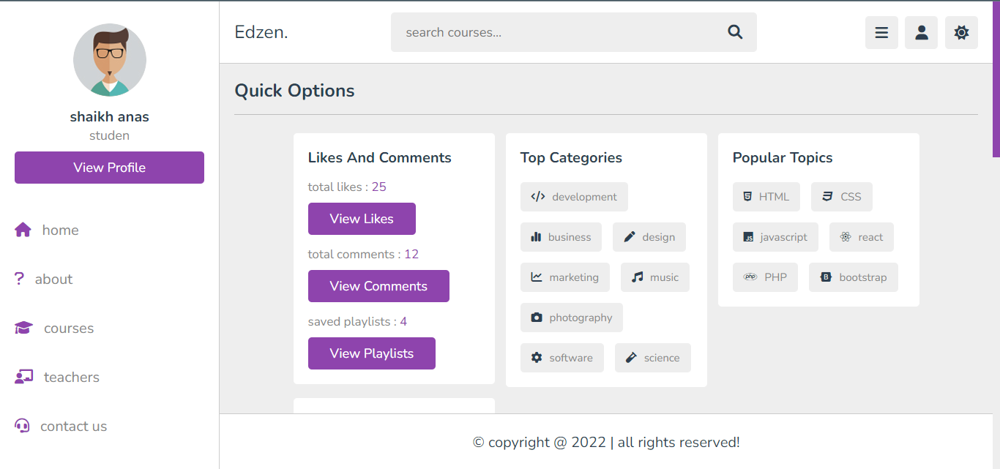 shaikh anas
studen
View Profile
home
about
courses
teachers
contact us
Edzen.
search courses...
Quick Options
Likes And Comments
total likes : 25
View Likes
total comments : 12
View Comments
saved playlists : 4
View Playlists
Top Categories
development
business design
marketing music
photography
software science
Popular Topics
HTML CSS
javascript react
PHP bootstrap
© copyright @ 2022 | all rights reserved!